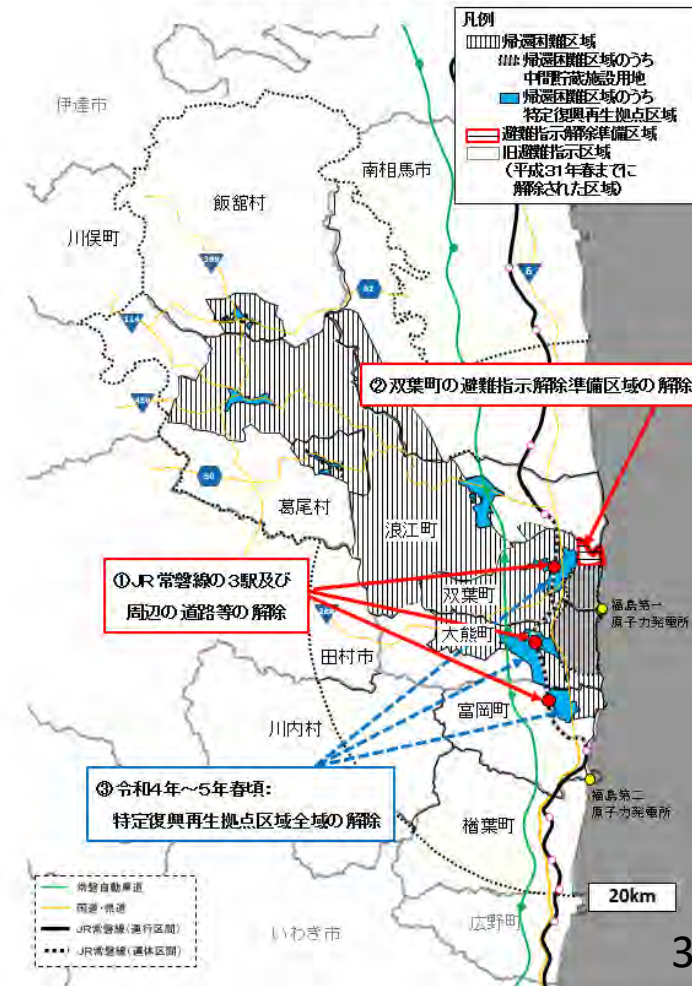 凡例
帰還困難区域
帰還困難区域のうち
中間貯蔵施設用地
帰還困難区域のうち
特定復興再生拠点区域
避難指示解除準備区域
旧避難指示区域
(平成31年春までに
解除された区域)
伊達市
南相馬市
飯舘村
川俣町
399
62
6
114
459
②双葉町の避難指示解除準備区域の解除
50
葛尾村
浪江町
①JR常磐線の3駅及び
周辺の道路等の解除
双葉町
福島第一
原子力発電所
大熊町
田村市
富岡町
川内村
③令和4年~5年春頃:
特定復興再生拠点区域全域の解除
福島第二
原子力発電所
楢葉町
常磐自動車道
国道・県道
JR常磐線(運行区間)
JR常磐線(運休区間)
20km
広野町
いわき市
3